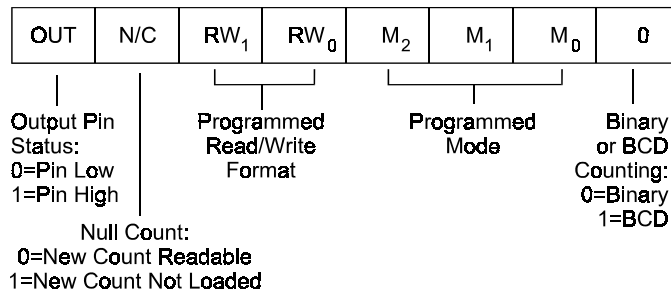 OUT N/C RW1 RW0 M2 M1 M0 0
Output Pin
Status:
0=Pin Low
1=Pin High
Null Count:
0=New Count Readable
1=New Count Not Loaded
Programmed
Read/Write
Format
Programmed
Mode
Binary
or BCD
Counting:
0=Binary
1=BCD